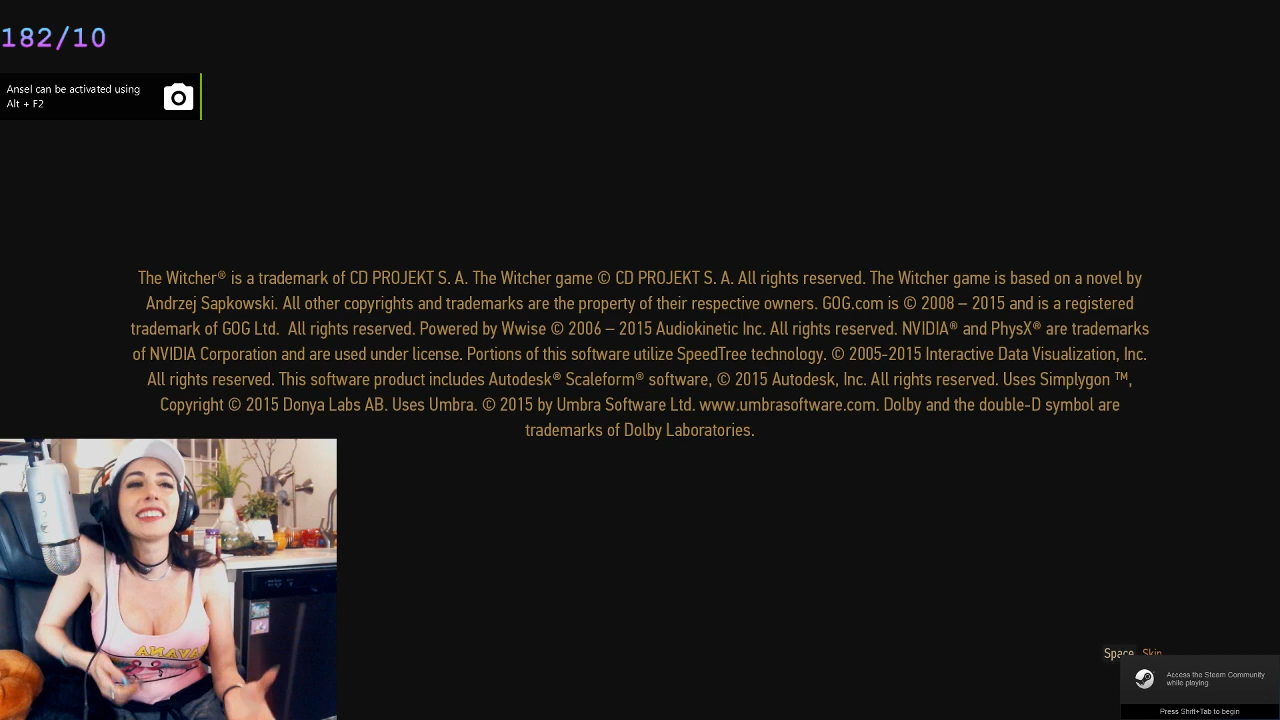 182/10
Ansel can be activated using
Alt + F2
The Witcher® is a trademark of CD PROJEKT S. A. The Witcher game © CD PROJEKT S. A. All rights reserved. The Witcher game is based on a novel by
Andrzej Sapkowski. All other copyrights and trademarks are the property of their respective owners. GOG.com is © 2008 – 2015 and is a registered
trademark of GOG Ltd.  All rights reserved. Powered by Wwise © 2006 – 2015 Audiokinetic Inc. All rights reserved. NVIDIA® and PhysX® are trademarks
of NVIDIA Corporation and are used under license. Portions of this software utilize SpeedTree technology. © 2005-2015 Interactive Data Visualization, Inc.
All rights reserved. This software product includes Autodesk® Scaleform® software, © 2015 Autodesk, Inc. All rights reserved. Uses Simplygon ™,
Copyright © 2015 Donya Labs AB. Uses Umbra. © 2015 by Umbra Software Ltd. www.umbrasoftware.com. Dolby and the double-D symbol are
trademarks of Dolby Laboratories.
Space Skip
Access the Steam Community
while playing
Press Shift+Tab to begin